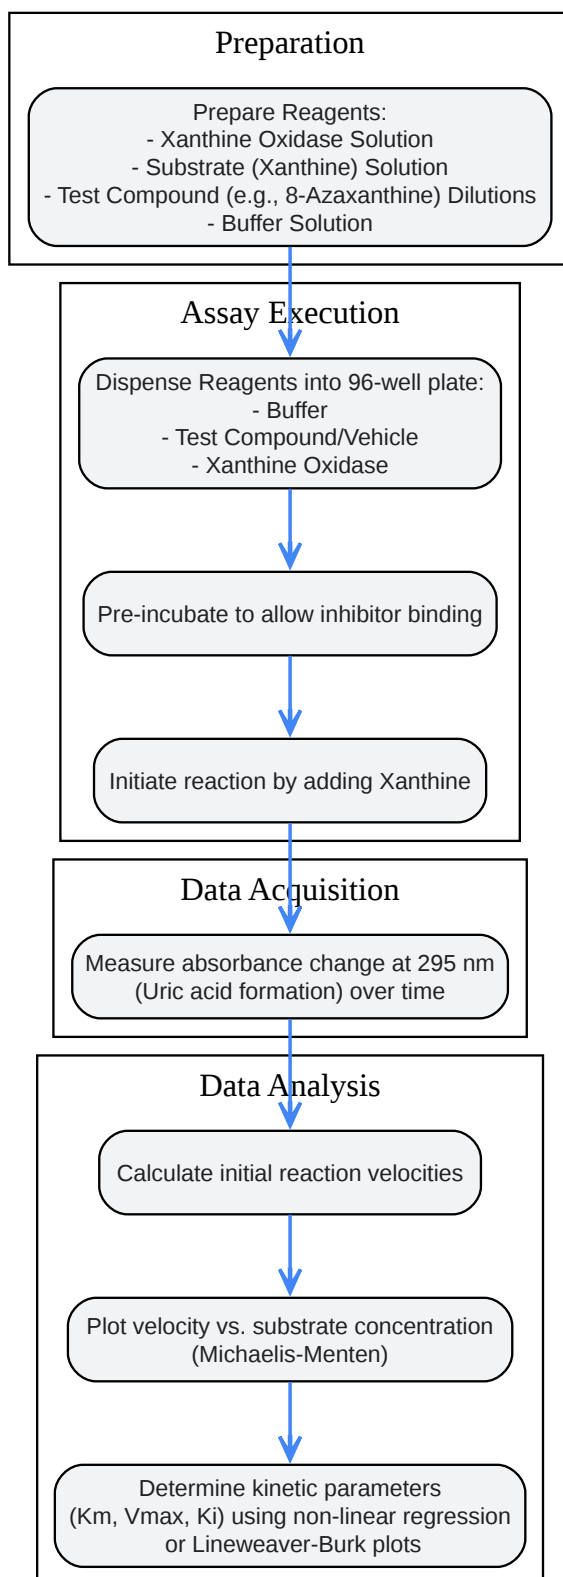 Preparation
Prepare Reagents:
- Xanthine Oxidase Solution
- Substrate (Xanthine) Solution
- Test Compound (e.g., 8-Azaxanthine) Dilutions
- Buffer Solution
Assay Execution
Dispense Reagents into 96-well plate:
- Buffer
- Test Compound/Vehicle
- Xanthine Oxidase
Pre-incubate to allow inhibitor binding
Initiate reaction by adding Xanthine
Data Acquisition
Measure absorbance change at 295 nm
(Uric acid formation) over time
Data Analysis
Calculate initial reaction velocities
Plot velocity vs. substrate concentration
(Michaelis-Menten)
Determine kinetic parameters
(Km, Vmax, Ki) using non-linear regression
or Lineweaver-Burk plots